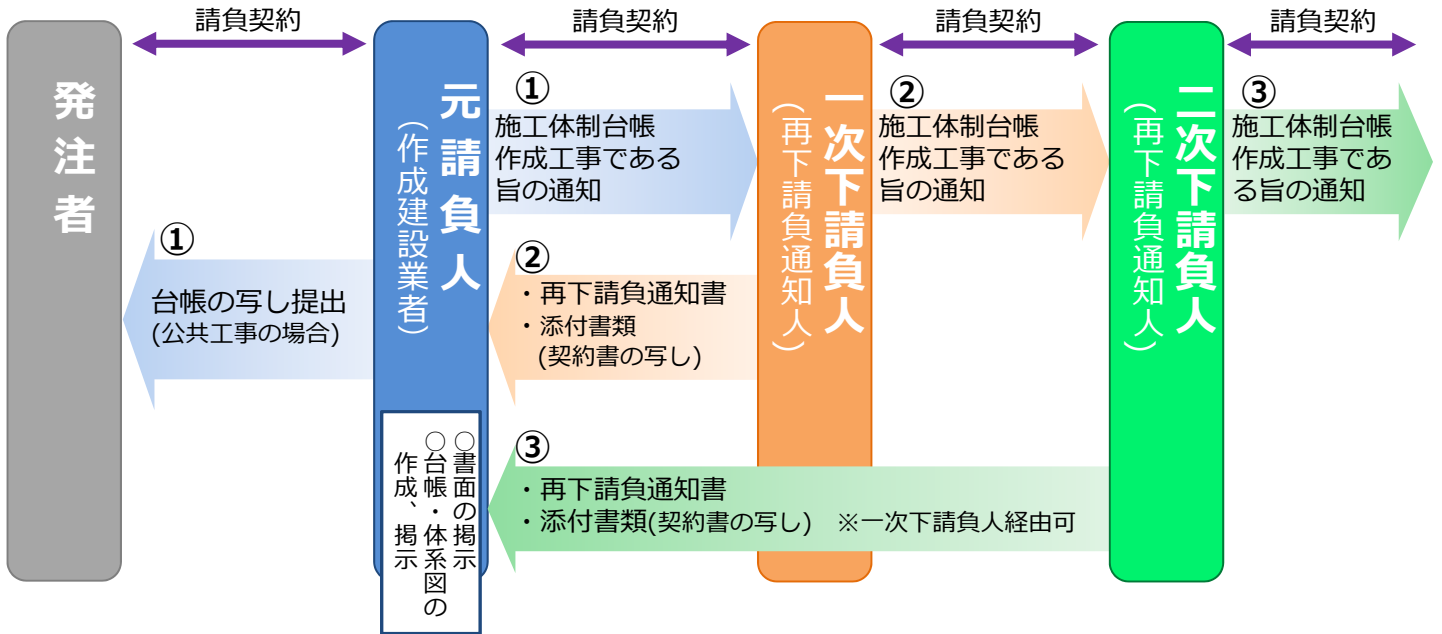 請負契約
請負契約
請負契約
請負契約
発注者
元請負人
（作成建設業者）
一次下請負人
（再下請負通知人）
二次下請負人
（再下請負通知人）
①
施工体制台帳
作成工事である
旨の通知
②
施工体制台帳
作成工事である
旨の通知
③
施工体制台帳
作成工事であ
る旨の通知
①
台帳の写し提出
(公共工事の場合)
②
・再下請負通知書
・添付書類
(契約書の写し)
③
・再下請負通知書
・添付書類(契約書の写し)　※一次下請負人経由可
○書面の掲示
○台帳・体系図の
作成、掲示